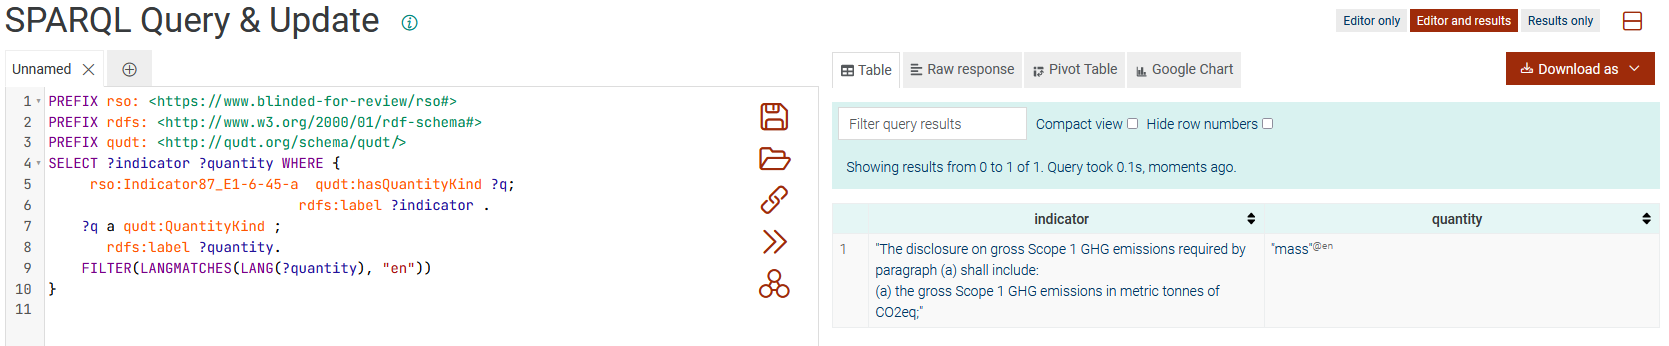 SPARQL Query & Update
Editor only
Editor and results
Results only
Unnamed
Table
Raw response
Pivot Table
Google Chart
Download as
1 PREFIX rso: <https://www.blinded-for-review/rso#>
2 PREFIX rdfs: <http://www.w3.org/2000/01/rdf-schema#>
3 PREFIX qudt: <http://qudt.org/schema/qudt/>
4 SELECT ?indicator ?quantity WHERE {
5 rso:Indicator87_E1-6-45-a qudt:hasQuantityKind ?q;
6 rdfs:label ?indicator .
7 ?q a qudt:QuantityKind ;
8 rdfs:label ?quantity.
9 FILTER(LANGMATCHES(LANG(?quantity), "en"))
10 }
11
Filter query results
Compact view
Hide row numbers
Showing results from 0 to 1 of 1. Query took 0.1s, moments ago.
indicator
quantity
1
"The disclosure on gross Scope 1 GHG emissions required by
paragraph (a) shall include:
(a) the gross Scope 1 GHG emissions in metric tonnes of
CO2eq;"
"mass"@en